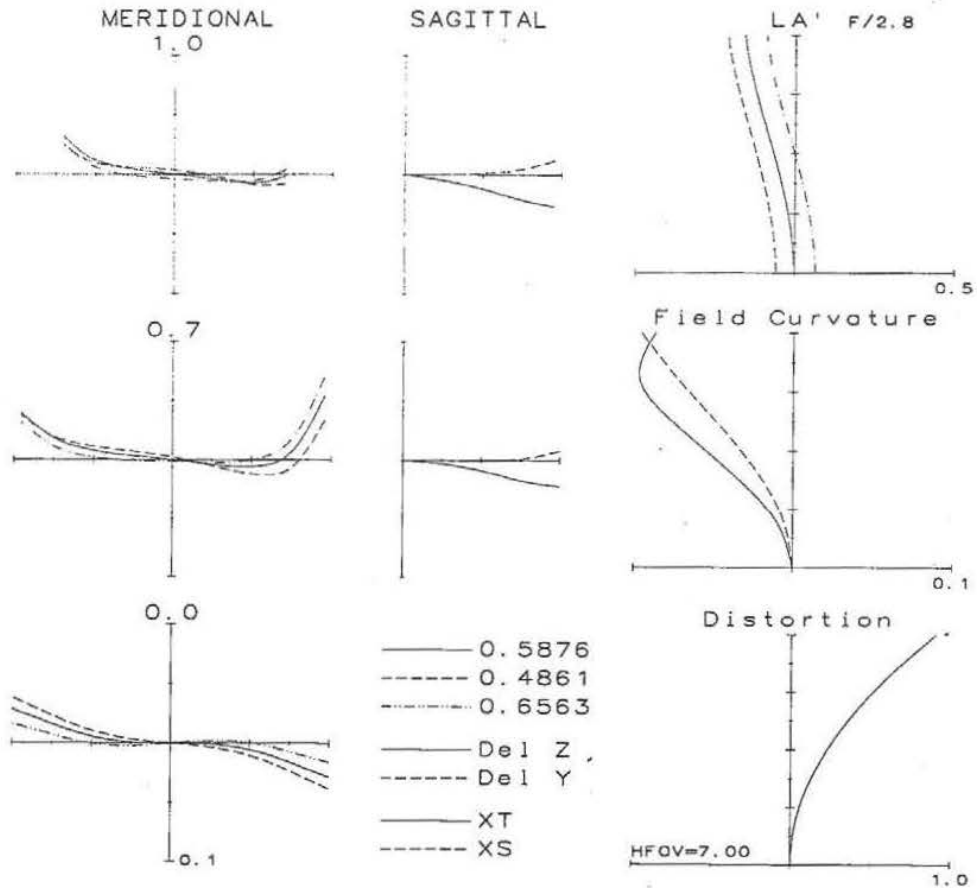 MERIDIONAL
1.0
SAGITTAL
LA' F/2.8
0.5
0.7
Field Curvature
0.1
0.0
0.1
0.5876
0.4861
0.6563
Del Z
Del Y
XT
XS
Distortion
HFOV=7.00
1.0